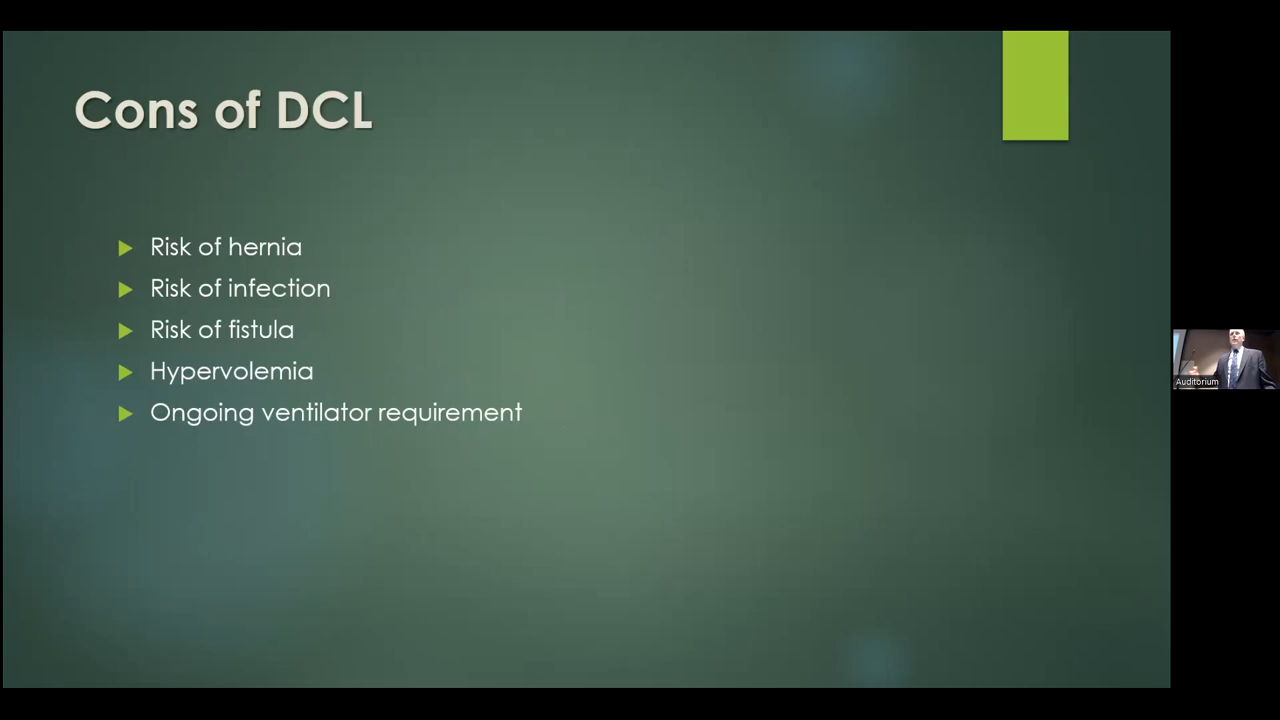 Cons of DCL
Risk of hernia
Risk of infection
Risk of fistula
Hypervolemia
Ongoing ventilator requirement
Auditorium